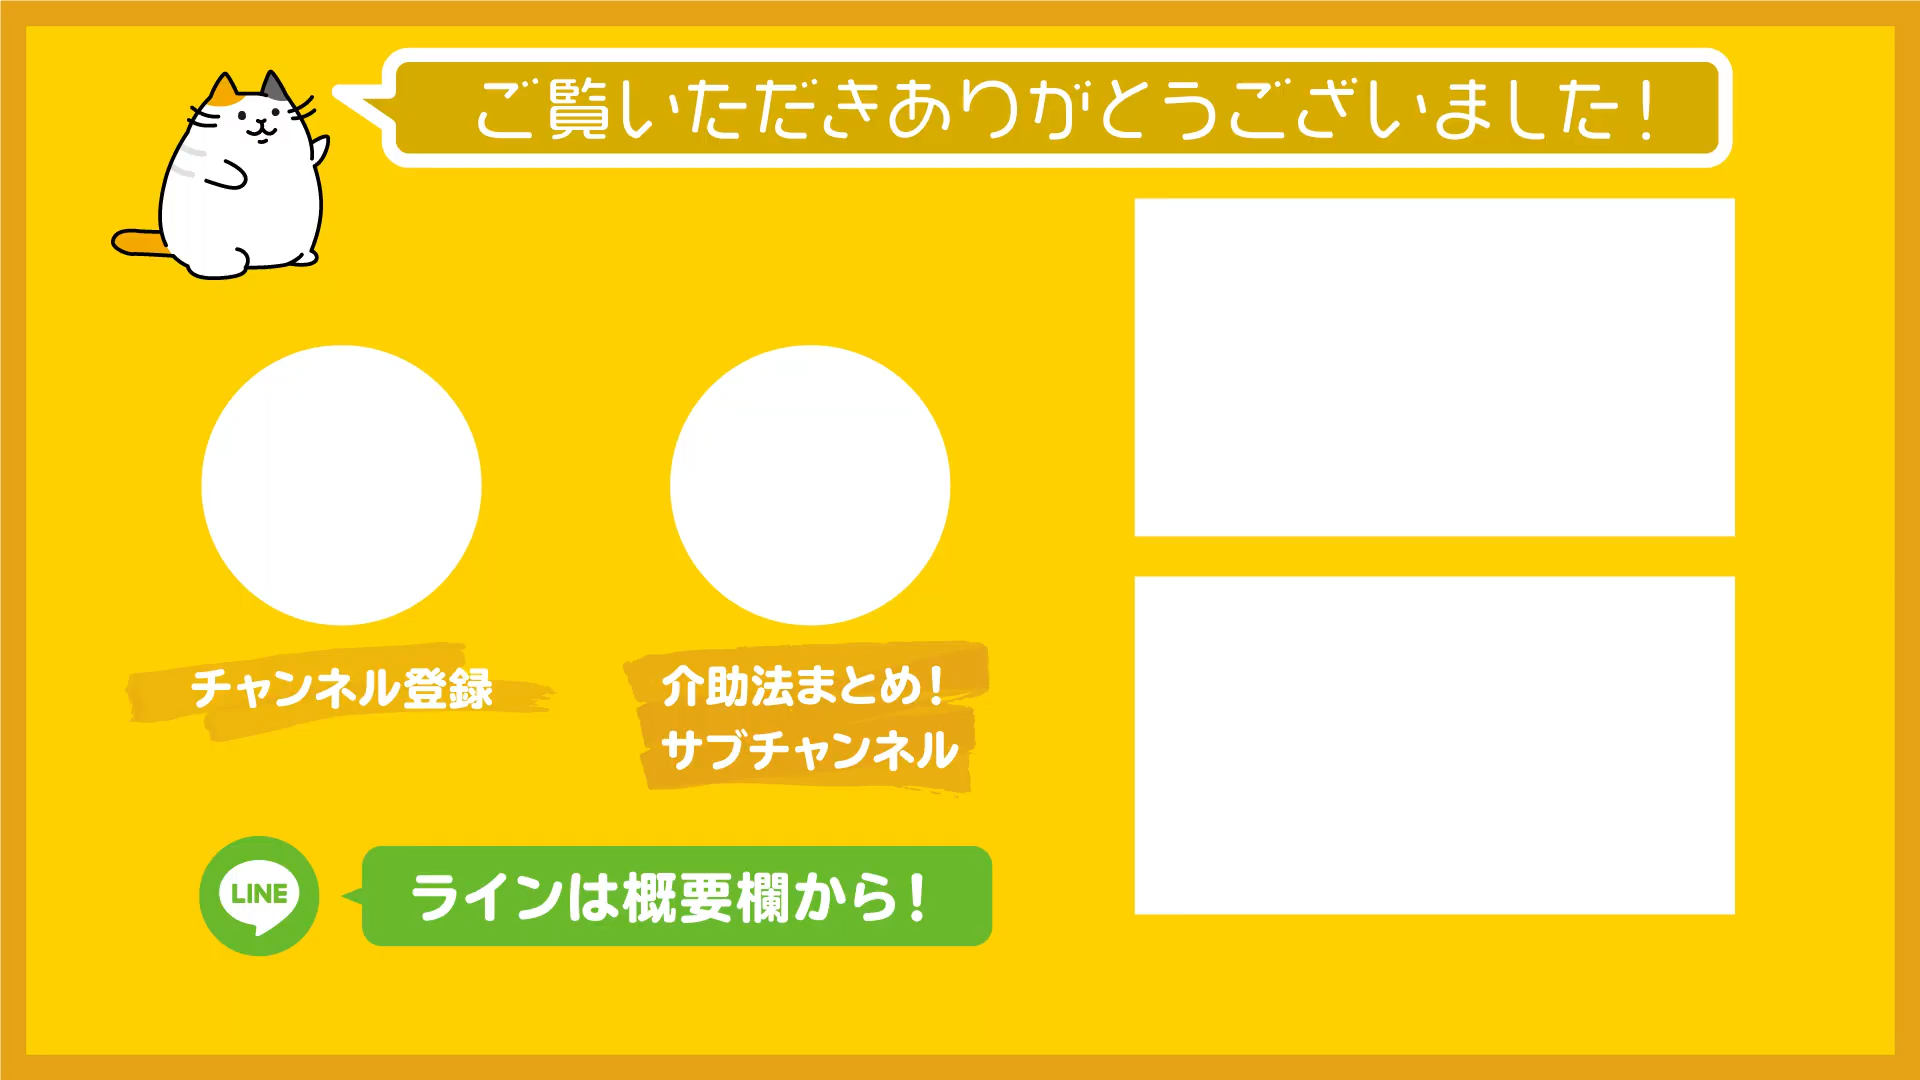 ご覧いただきありがとうございました!
チャンネル登録
介助法まとめ!
サブチャンネル
LINE
ラインは概要欄から!